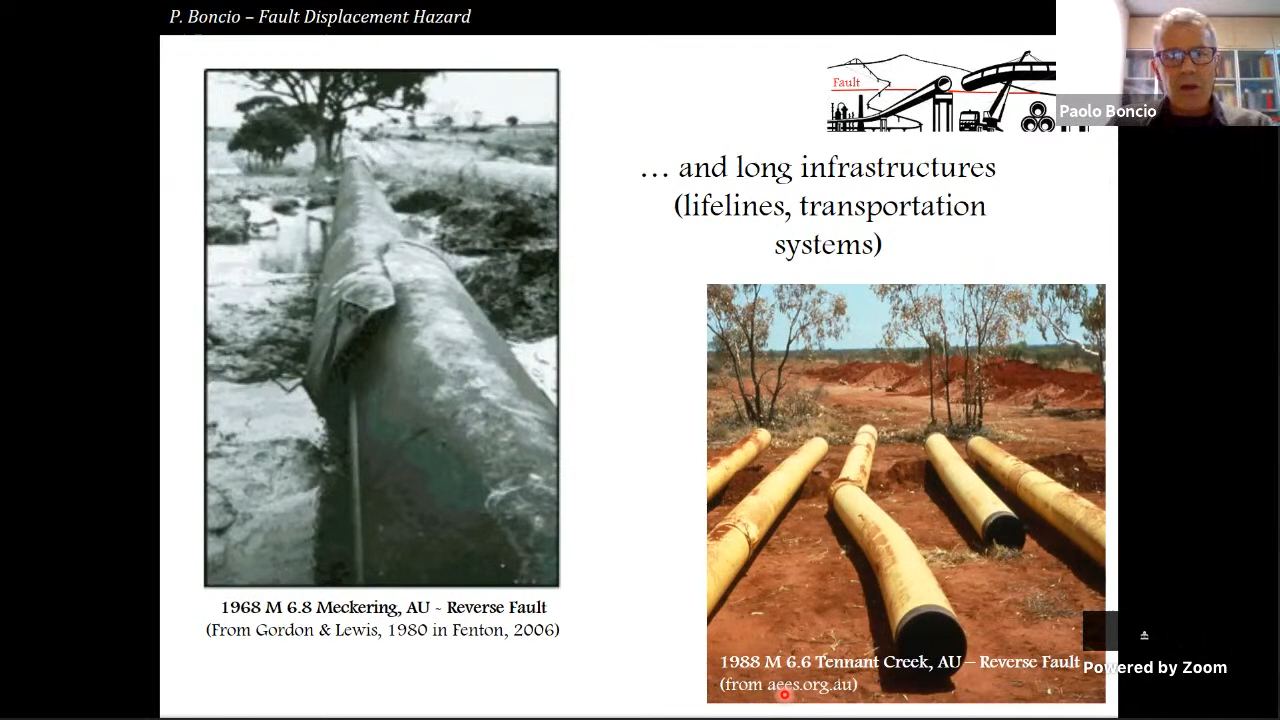 P. Boncio – Fault Displacement Hazard
Fault
Paolo Boncio
… and long infrastructures
(lifelines, transportation
systems)
1968 M 6.8 Meckering, AU - Reverse Fault
(From Gordon & Lewis, 1980 in Fenton, 2006)
1988 M 6.6 Tennant Creek, AU – Reverse Fault
(from aees.org.au)
Powered by Zoom